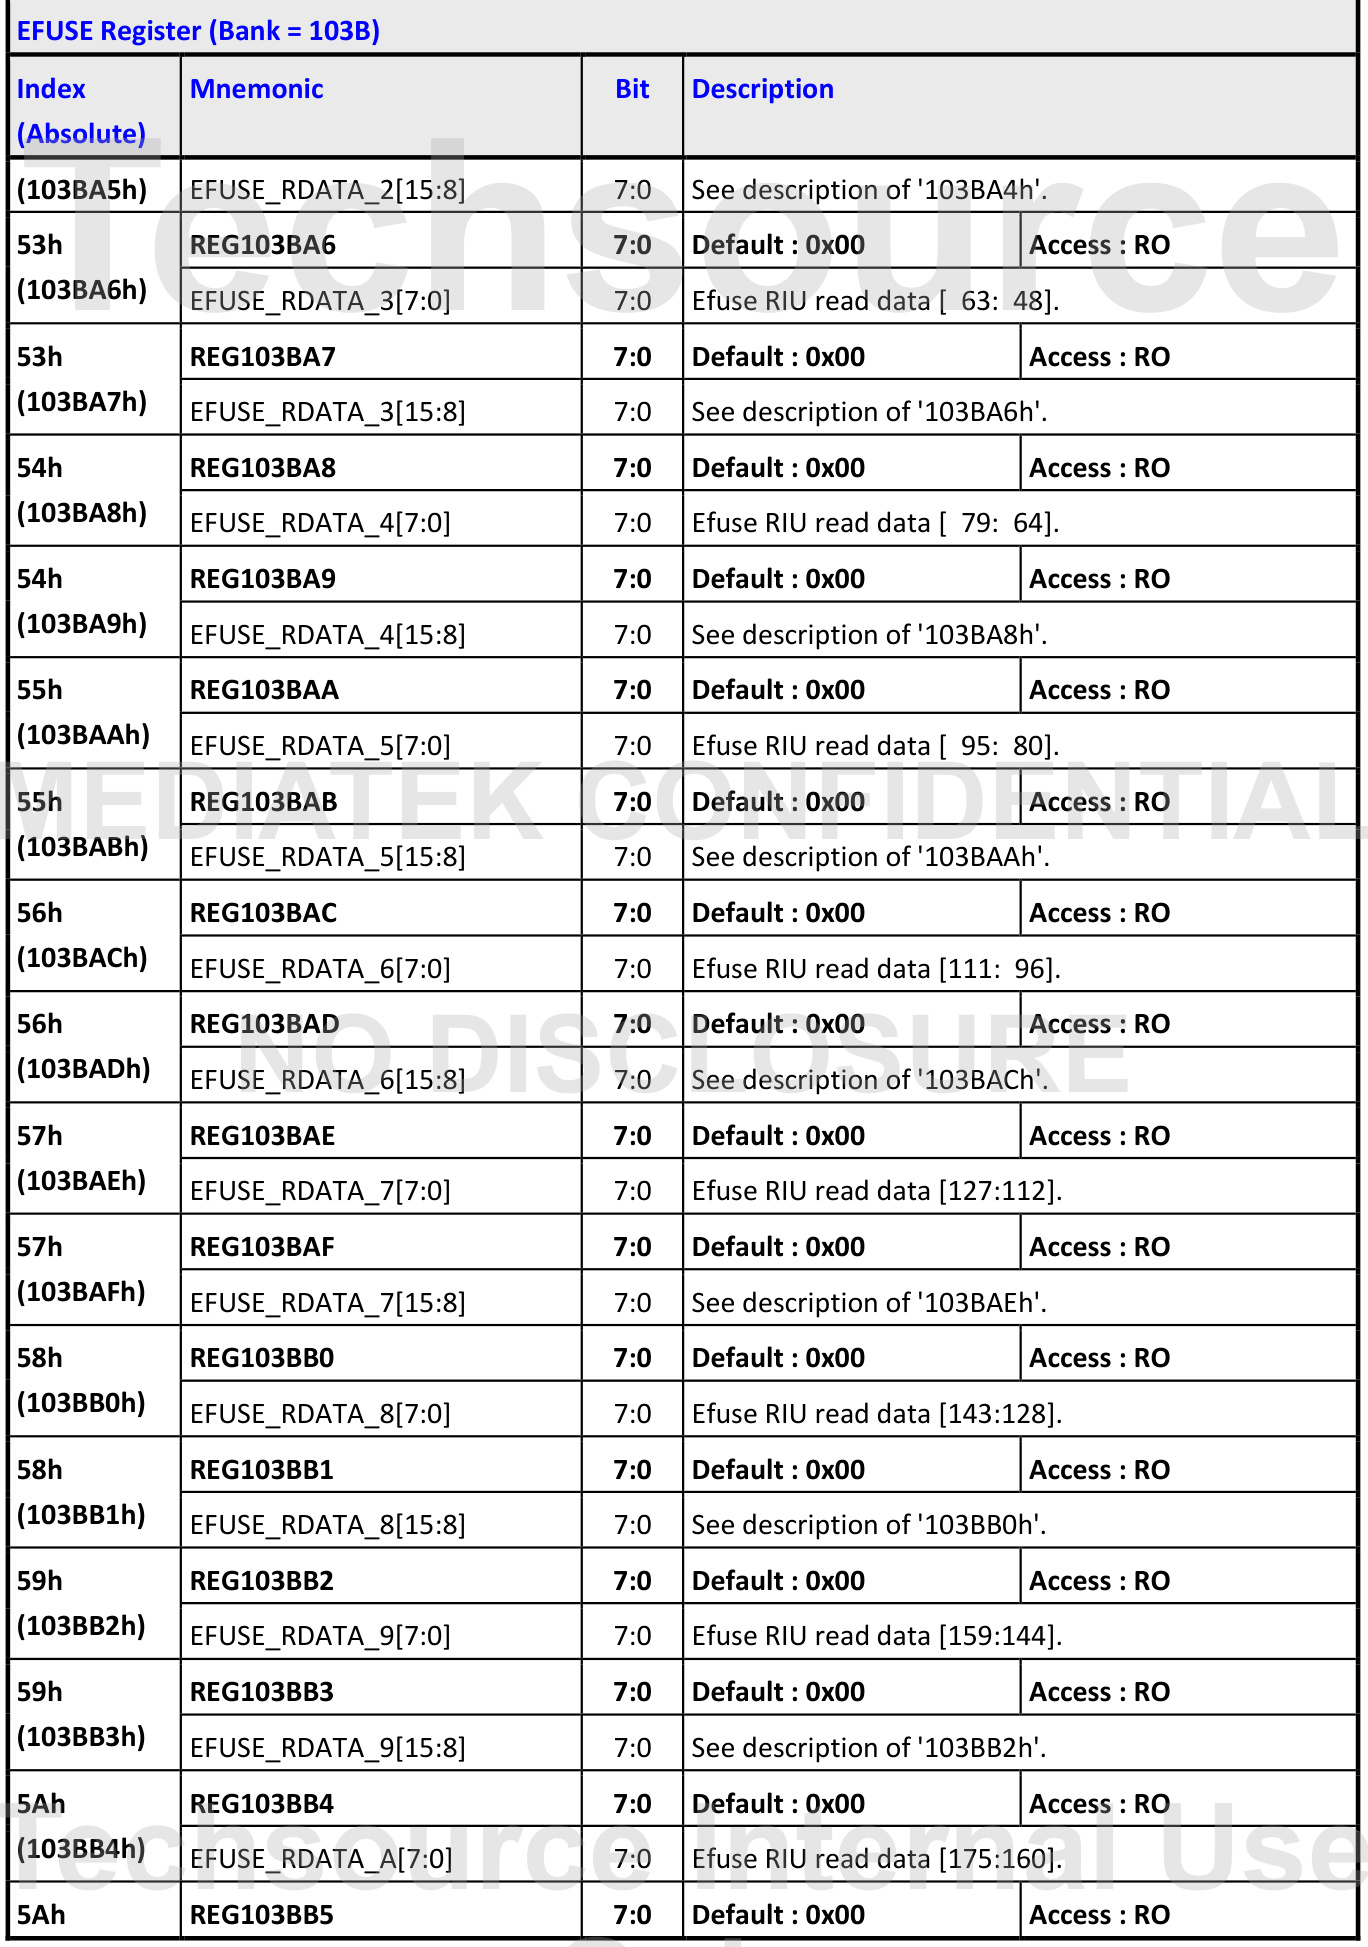 EFUSE Register (Bank = 103B)
Index Mnemonic Bit Description
(Absolute)
(103BA5h) EFUSE_RDATA_2[15:8] 7:0 See description of '103BA4h'.
53h REG103BA6 7:0 Default : 0x00 Access : RO
(103BA6h) EFUSE_RDATA_3[7:0] 7:0 Efuse RIU read data [  63:  48].
53h REG103BA7 7:0 Default : 0x00 Access : RO
(103BA7h) EFUSE_RDATA_3[15:8] 7:0 See description of '103BA6h'.
54h REG103BA8 7:0 Default : 0x00 Access : RO
(103BA8h) EFUSE_RDATA_4[7:0] 7:0 Efuse RIU read data [  79:  64].
54h REG103BA9 7:0 Default : 0x00 Access : RO
(103BA9h) EFUSE_RDATA_4[15:8] 7:0 See description of '103BA8h'.
55h REG103BAA 7:0 Default : 0x00 Access : RO
(103BAAh) EFUSE_RDATA_5[7:0] 7:0 Efuse RIU read data [  95:  80].
55h REG103BAB 7:0 Default : 0x00 Access : RO
(103BABh) EFUSE_RDATA_5[15:8] 7:0 See description of '103BAAh'.
56h REG103BAC 7:0 Default : 0x00 Access : RO
(103BACh) EFUSE_RDATA_6[7:0] 7:0 Efuse RIU read data [111:  96].
56h REG103BAD 7:0 Default : 0x00 Access : RO
(103BADh) EFUSE_RDATA_6[15:8] 7:0 See description of '103BACh'.
57h REG103BAE 7:0 Default : 0x00 Access : RO
(103BAEh) EFUSE_RDATA_7[7:0] 7:0 Efuse RIU read data [127:112].
57h REG103BAF 7:0 Default : 0x00 Access : RO
(103BAFh) EFUSE_RDATA_7[15:8] 7:0 See description of '103BAEh'.
58h REG103BB0 7:0 Default : 0x00 Access : RO
(103BB0h) EFUSE_RDATA_8[7:0] 7:0 Efuse RIU read data [143:128].
58h REG103BB1 7:0 Default : 0x00 Access : RO
(103BB1h) EFUSE_RDATA_8[15:8] 7:0 See description of '103BB0h'.
59h REG103BB2 7:0 Default : 0x00 Access : RO
(103BB2h) EFUSE_RDATA_9[7:0] 7:0 Efuse RIU read data [159:144].
59h REG103BB3 7:0 Default : 0x00 Access : RO
(103BB3h) EFUSE_RDATA_9[15:8] 7:0 See description of '103BB2h'.
5Ah REG103BB4 7:0 Default : 0x00 Access : RO
(103BB4h) EFUSE_RDATA_A[7:0] 7:0 Efuse RIU read data [175:160].
5Ah REG103BB5 7:0 Default : 0x00 Access : RO
Techsource
MEDIATEK CONFIDENTIAL
NO DISCLOSURE
Techsource Internal Use